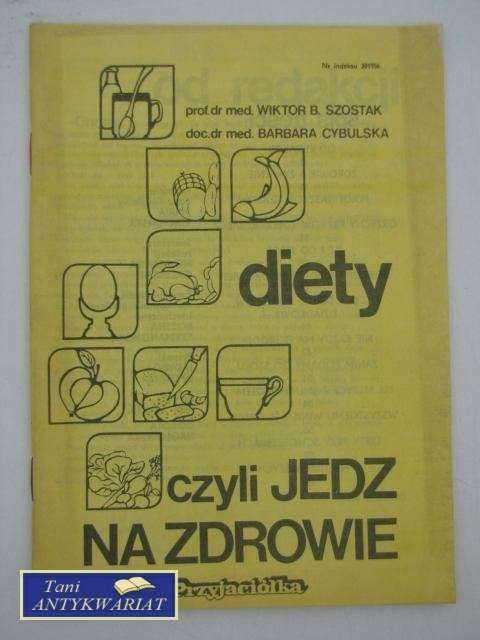 Nr indeksu 389986
prof. dr med. WIKTOR B. SZOSTAK
doc. dr med. BARBARA CYBULSKA
diety
czyli JEDZ
NA ZDROWIE
Przyjaciółka
Tani
ANTYKWARIAT